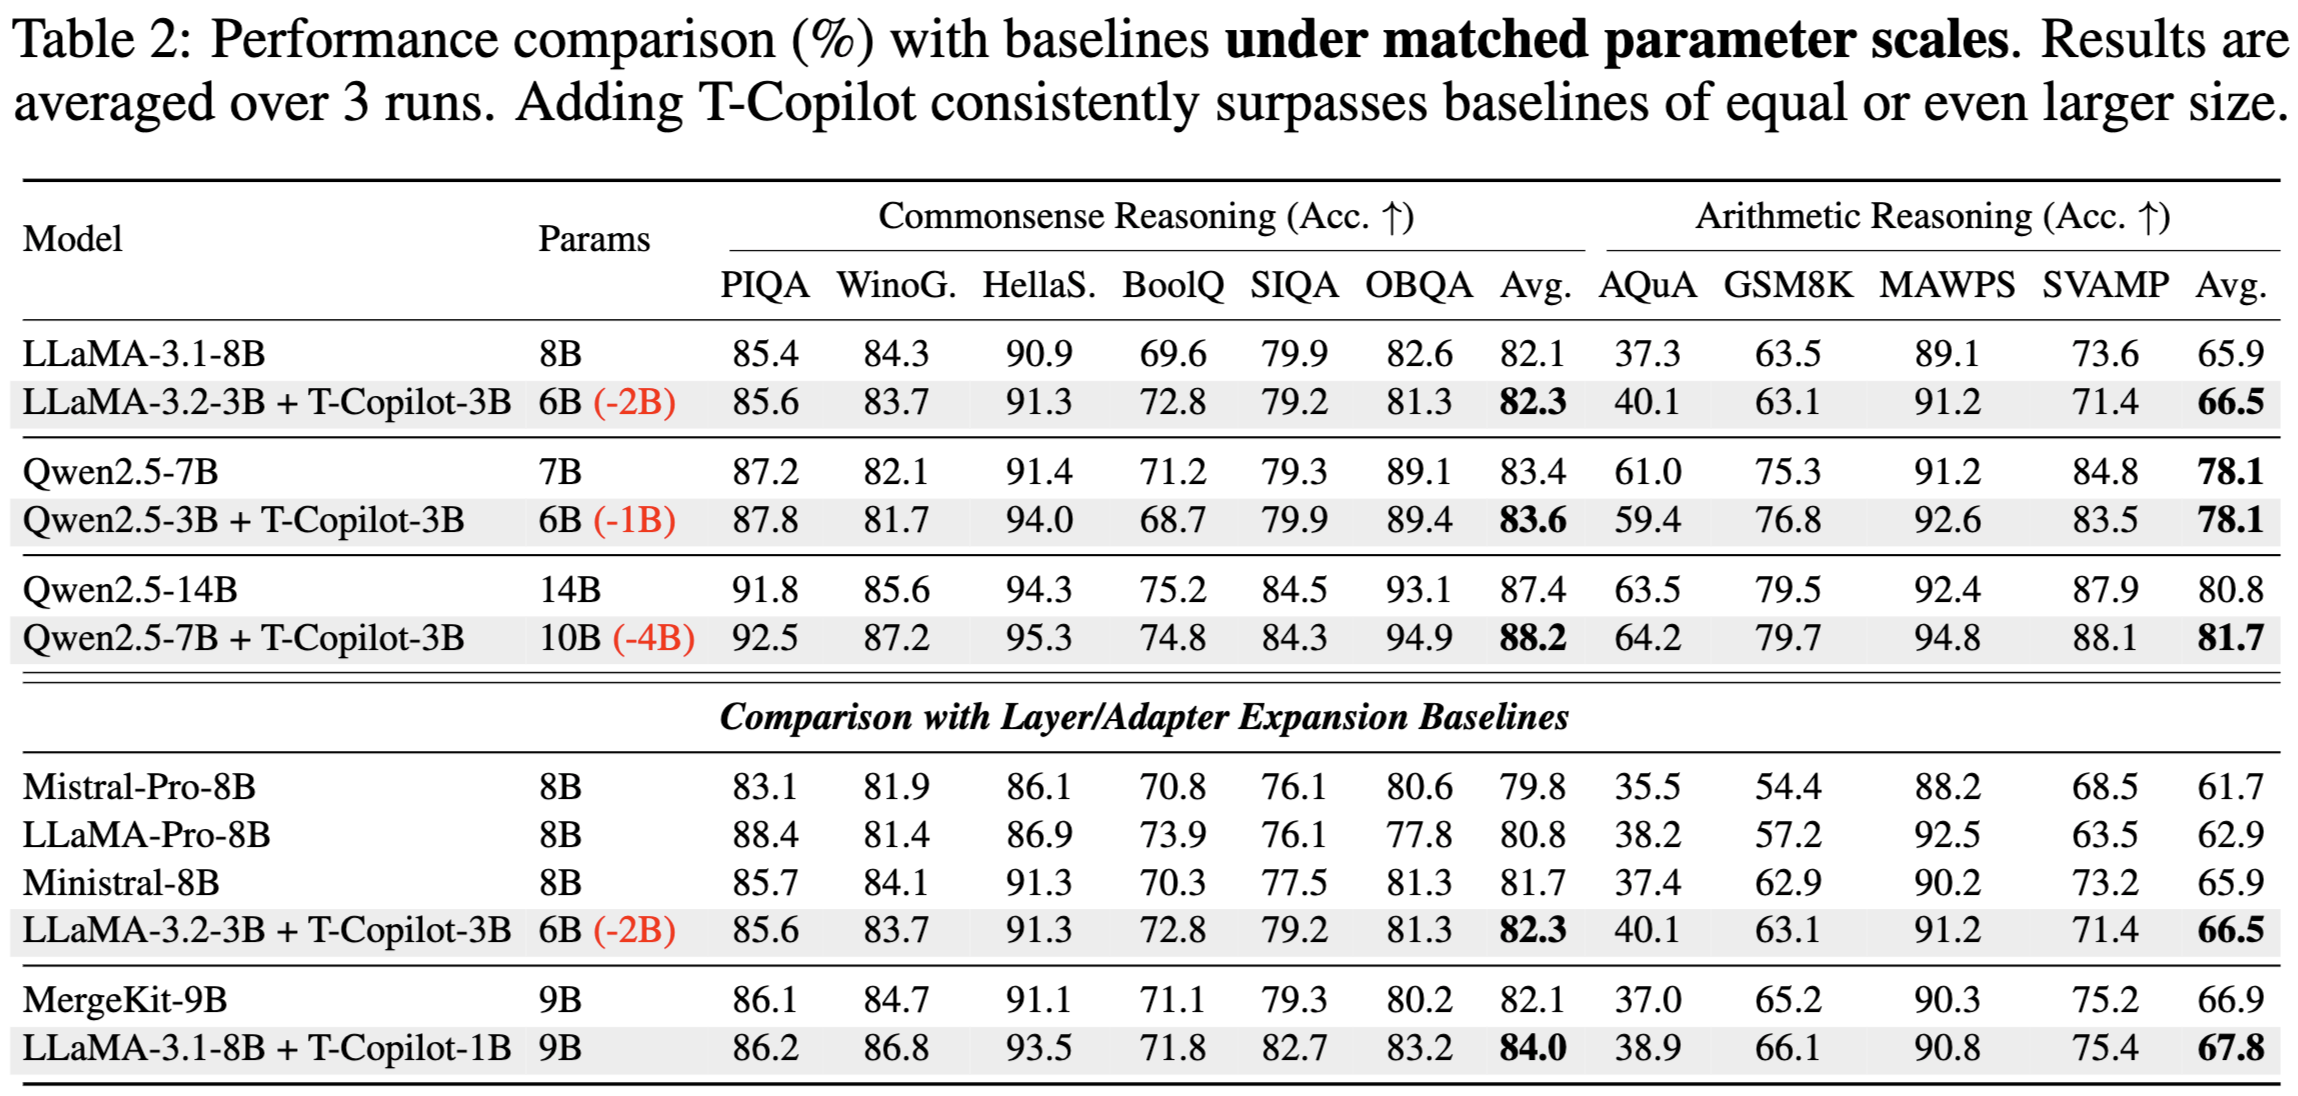 Table 2: Performance comparison (%) with baselines under matched parameter scales. Results are
averaged over 3 runs. Adding T-Copilot consistently surpasses baselines of equal or even larger size.
Model Params Commonsense Reasoning (Acc. ↑) Arithmetic Reasoning (Acc. ↑)
PIQA WinoG. HellaS. BoolQ SIQA OBQA Avg. AQuA GSM8K MAWPS SVAMP Avg.
LLaMA-3.1-8B 8B 85.4 84.3 90.9 69.6 79.9 82.6 82.1 37.3 63.5 89.1 73.6 65.9
LLaMA-3.2-3B + T-Copilot-3B 6B (-2B) 85.6 83.7 91.3 72.8 79.2 81.3 82.3 40.1 63.1 91.2 71.4 66.5
Qwen2.5-7B 7B 87.2 82.1 91.4 71.2 79.3 89.1 83.4 61.0 75.3 91.2 84.8 78.1
Qwen2.5-3B + T-Copilot-3B 6B (-1B) 87.8 81.7 94.0 68.7 79.9 89.4 83.6 59.4 76.8 92.6 83.5 78.1
Qwen2.5-14B 14B 91.8 85.6 94.3 75.2 84.5 93.1 87.4 63.5 79.5 92.4 87.9 80.8
Qwen2.5-7B + T-Copilot-3B 10B (-4B) 92.5 87.2 95.3 74.8 84.3 94.9 88.2 64.2 79.7 94.8 88.1 81.7
Comparison with Layer/Adapter Expansion Baselines
Mistral-Pro-8B 8B 83.1 81.9 86.1 70.8 76.1 80.6 79.8 35.5 54.4 88.2 68.5 61.7
LLaMA-Pro-8B 8B 88.4 81.4 86.9 73.9 76.1 77.8 80.8 38.2 57.2 92.5 63.5 62.9
Ministral-8B 8B 85.7 84.1 91.3 70.3 77.5 81.3 81.7 37.4 62.9 90.2 73.2 65.9
LLaMA-3.2-3B + T-Copilot-3B 6B (-2B) 85.6 83.7 91.3 72.8 79.2 81.3 82.3 40.1 63.1 91.2 71.4 66.5
MergeKit-9B 9B 86.1 84.7 91.1 71.1 79.3 80.2 82.1 37.0 65.2 90.3 75.2 66.9
LLaMA-3.1-8B + T-Copilot-1B 9B 86.2 86.8 93.5 71.8 82.7 83.2 84.0 38.9 66.1 90.8 75.4 67.8